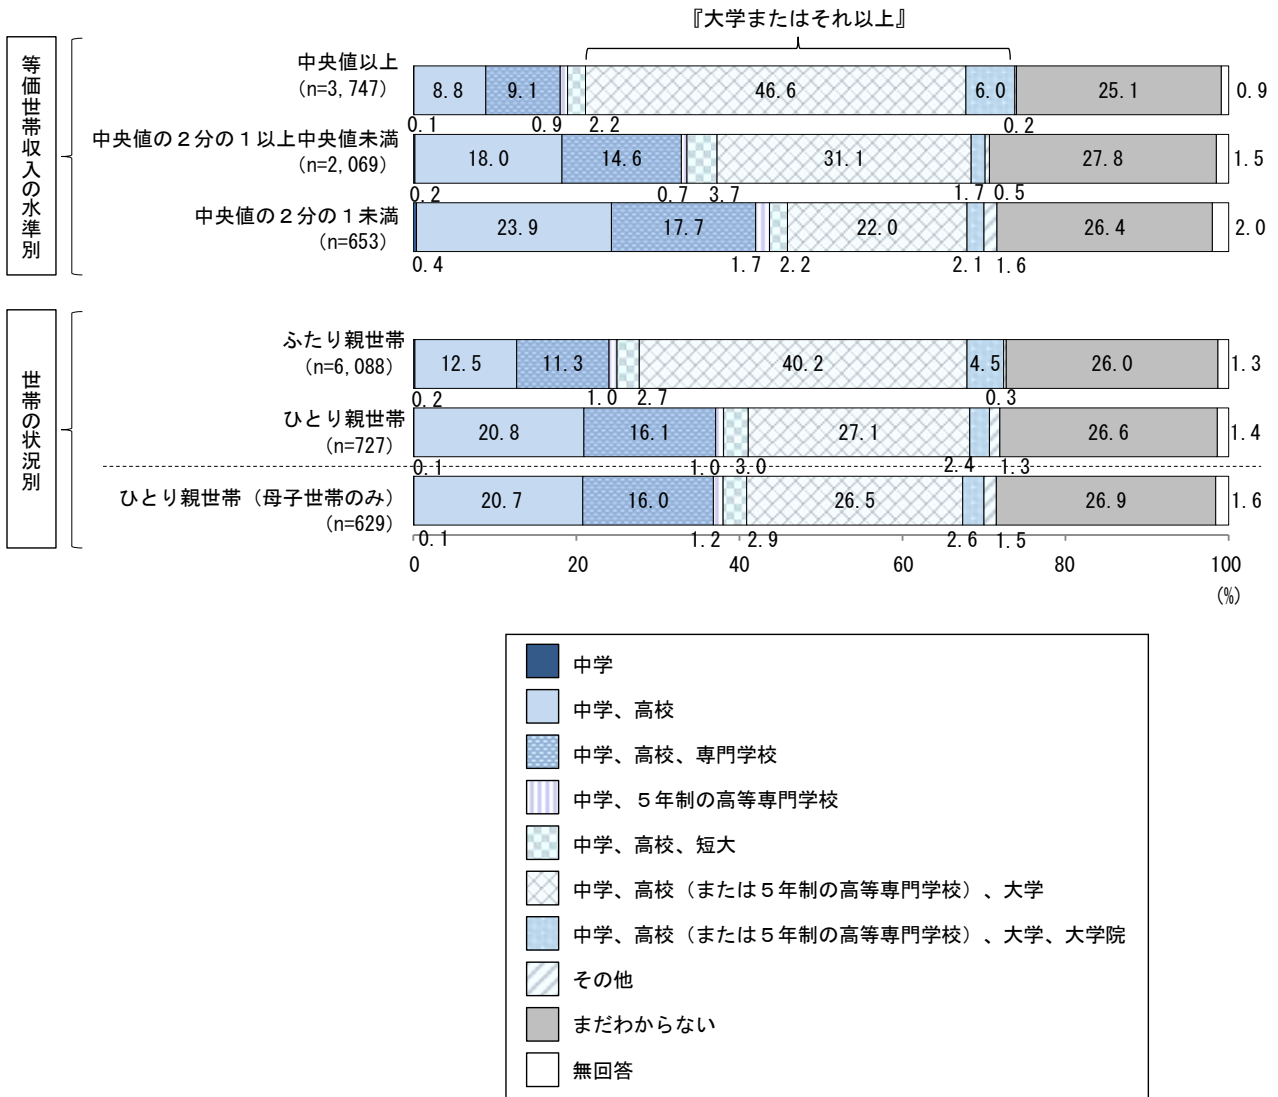 『大学またはそれ以上』
等価世帯収入の水準別
中央値以上
(n=3,747)
8.8 9.1 46.6 6.0 25.1 0.9
0.1 0.9 2.2 0.2
中央値の２分の１以上中央値未満
(n=2,069)
18.0 14.6 31.1 27.8 1.5
0.2 0.7 3.7 1.7 0.5
中央値の２分の１未満
(n=653)
23.9 17.7 22.0 26.4 2.0
0.4 1.7 2.2 2.1 1.6
世帯の状況別
ふたり親世帯
(n=6,088)
12.5 11.3 40.2 4.5 26.0 1.3
0.2 1.0 2.7 0.3
ひとり親世帯
(n=727)
20.8 16.1 27.1 26.6 1.4
0.1 1.0 3.0 2.4 1.3
ひとり親世帯（母子世帯のみ）
(n=629)
20.7 16.0 26.5 26.9 1.6
0.1 1.2 2.9 2.6 1.5
0 20 40 60 80 100
(%)
中学
中学、高校
中学、高校、専門学校
中学、５年制の高等専門学校
中学、高校、短大
中学、高校（または５年制の高等専門学校）、大学
中学、高校（または５年制の高等専門学校）、大学、大学院
その他
まだわからない
無回答